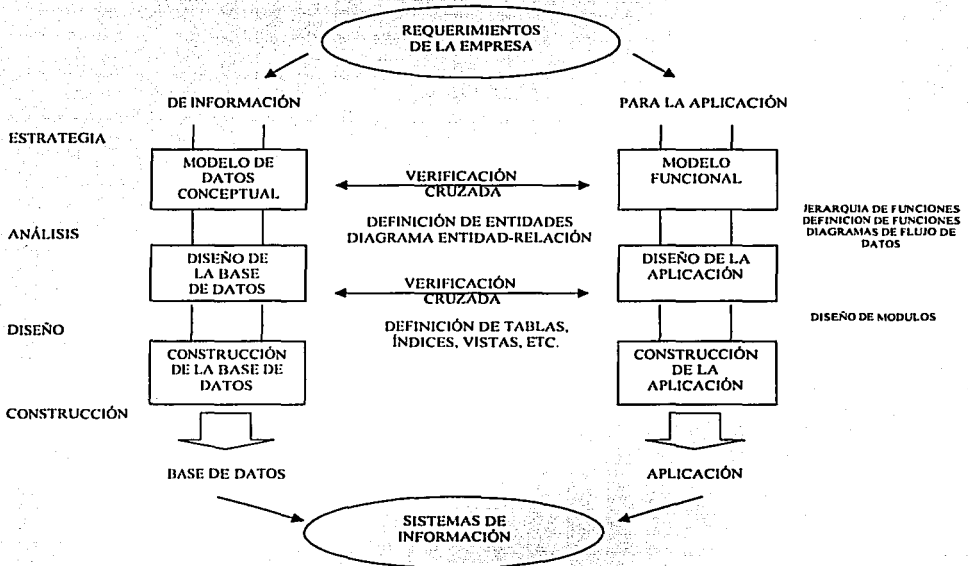 REQUERIMIENTOS
DE LA EMPRESA
DE INFORMACIÓN
PARA LA APLICACIÓN
ESTRATEGIA
MODELO DE
DATOS
CONCEPTUAL
VERIFICACIÓN
CRUZADA
MODELO
FUNCIONAL
DEFINICIÓN DE ENTIDADES
DIAGRAMA ENTIDAD-RELACIÓN
JERARQUIA DE FUNCIONES
DEFINICION DE FUNCIONES
DIAGRAMAS DE FLUJO DE
DATOS
ANÁLISIS
DISEÑO DE
LA BASE
DE DATOS
VERIFICACIÓN
CRUZADA
DISEÑO DE LA
APLICACIÓN
DISEÑO
DEFINICIÓN DE TABLAS,
ÍNDICES, VISTAS, ETC.
DISEÑO DE MODULOS
CONSTRUCCIÓN
DE LA BASE DE
DATOS
CONSTRUCCIÓN
DE LA
APLICACIÓN
CONSTRUCCIÓN
BASE DE DATOS
APLICACIÓN
SISTEMAS DE
INFORMACIÓN